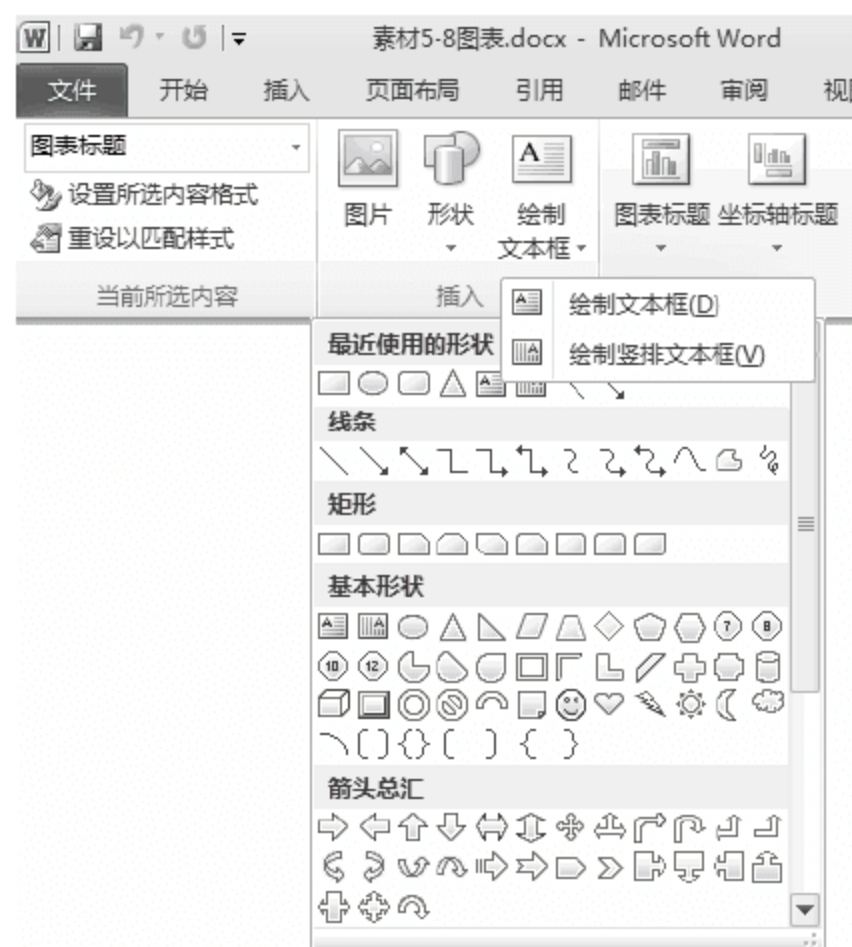 素材5-8图表.docx - Microsoft Word
文件 开始 插入 页面布局 引用 邮件 审阅
图表标题
设置所选内容格式
重设以匹配样式
当前所选内容
图片 形状 绘制
文本框
图表标题 坐标轴标题
插入
绘制文本框(D)
绘制竖排文本框(V)
最近使用的形状
线条
矩形
基本形状
箭头总汇